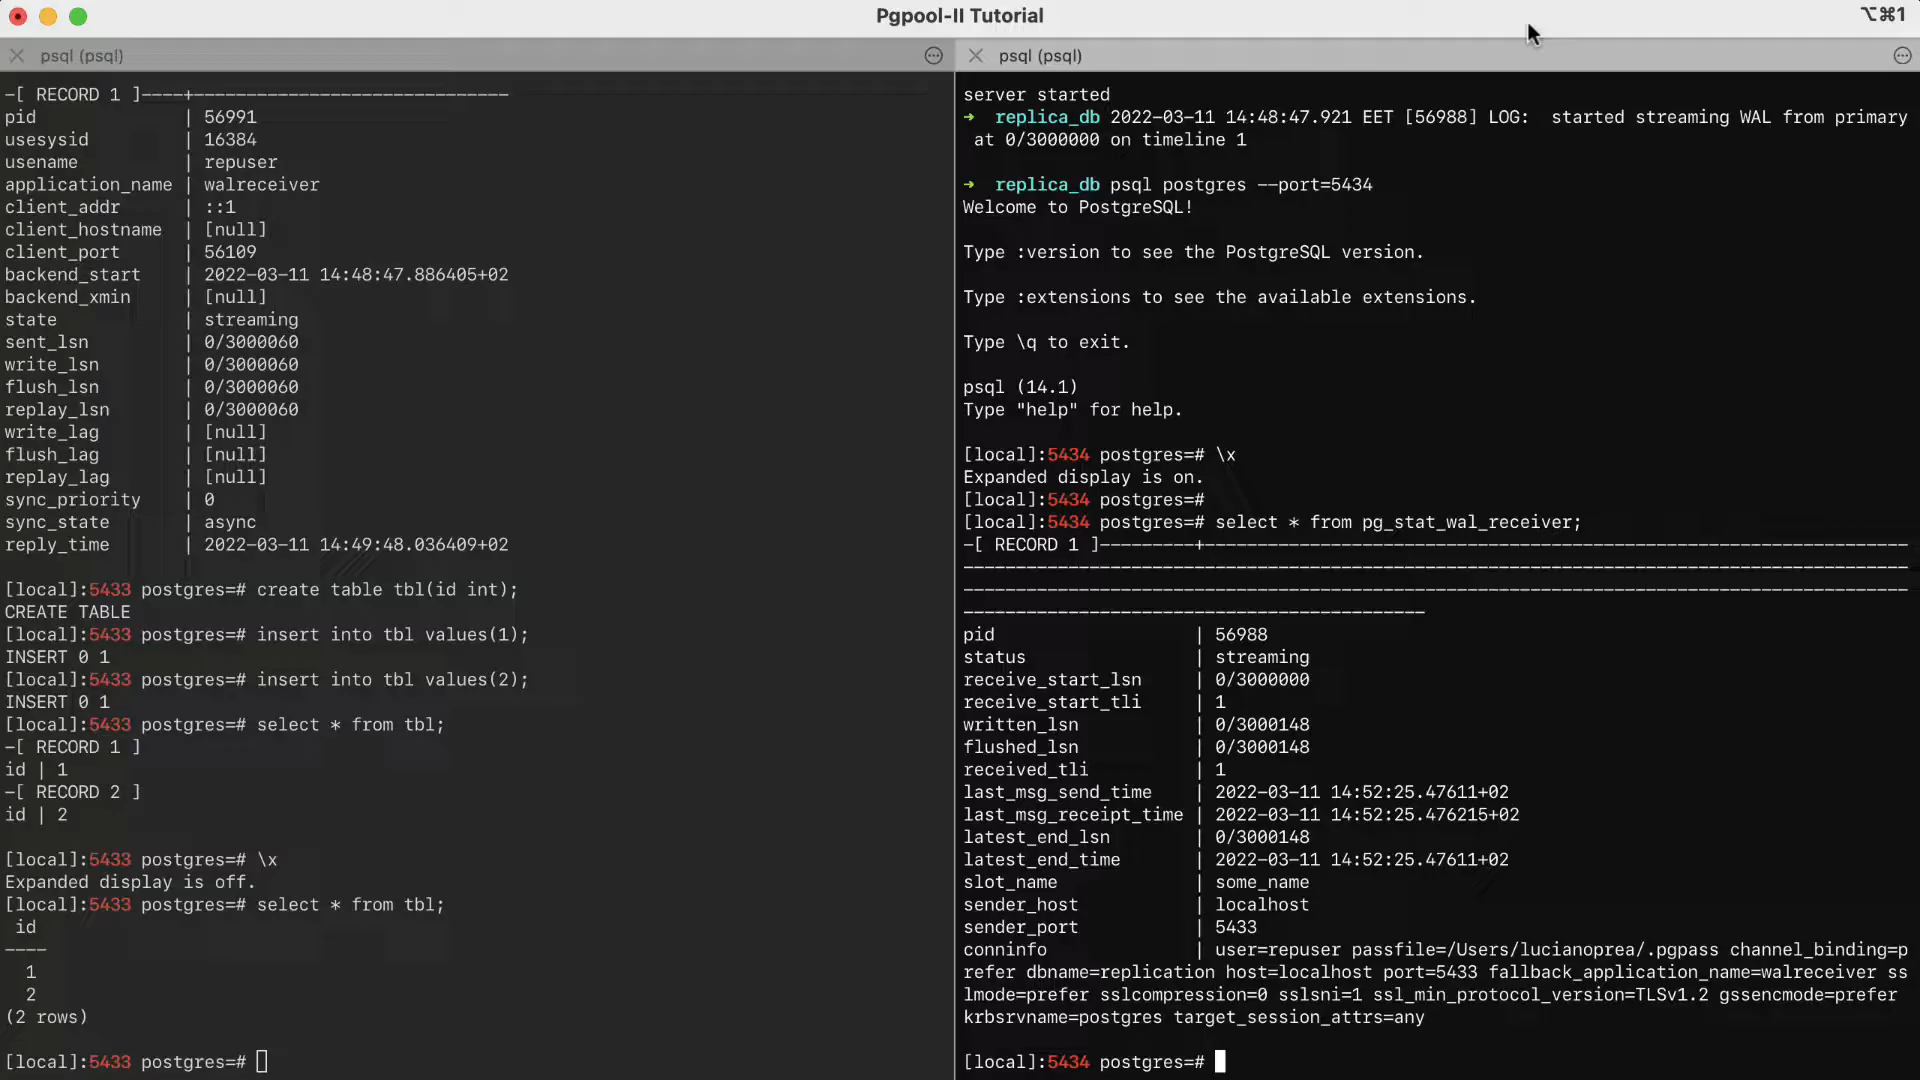 Pgpool-II Tutorial
⌥⌘1
psql (psql)
-[ RECORD 1 ]----+------------------------------
pid              | 56991
usesysid         | 16384
usename          | repuser
application_name | walreceiver
client_addr      | ::1
client_hostname  | [null]
client_port      | 56109
backend_start    | 2022-03-11 14:48:47.886405+02
backend_xmin     | [null]
state            | streaming
sent_lsn         | 0/3000060
write_lsn        | 0/3000060
flush_lsn        | 0/3000060
replay_lsn       | 0/3000060
write_lag        | [null]
flush_lag        | [null]
replay_lag       | [null]
sync_priority    | 0
sync_state       | async
reply_time       | 2022-03-11 14:49:48.036409+02
[local]:5433 postgres=# create table tbl(id int);
CREATE TABLE
[local]:5433 postgres=# insert into tbl values(1);
INSERT 0 1
[local]:5433 postgres=# insert into tbl values(2);
INSERT 0 1
[local]:5433 postgres=# select * from tbl;
-[ RECORD 1 ]
id | 1
-[ RECORD 2 ]
id | 2
[local]:5433 postgres=# \x
Expanded display is off.
[local]:5433 postgres=# select * from tbl;
 id
----
  1
  2
(2 rows)
[local]:5433 postgres=#
psql (psql)
server started
➜  replica_db 2022-03-11 14:48:47.921 EET [56988] LOG:  started streaming WAL from primary
 at 0/3000000 on timeline 1
➜  replica_db psql postgres --port=5434
Welcome to PostgreSQL!
Type :version to see the PostgreSQL version.
Type :extensions to see the available extensions.
Type \q to exit.
psql (14.1)
Type "help" for help.
[local]:5434 postgres=# \x
Expanded display is on.
[local]:5434 postgres=#
[local]:5434 postgres=# select * from pg_stat_wal_receiver;
-[ RECORD 1 ]---------+-------------------------------------------------------------------
------------------------------------------------------------------------------------------
------------------------------------------------------------------------------------------
--------------------------------------------
pid                   | 56988
status                | streaming
receive_start_lsn     | 0/3000000
receive_start_tli     | 1
written_lsn           | 0/3000148
flushed_lsn           | 0/3000148
received_tli          | 1
last_msg_send_time    | 2022-03-11 14:52:25.47611+02
last_msg_receipt_time | 2022-03-11 14:52:25.476215+02
latest_end_lsn        | 0/3000148
latest_end_time       | 2022-03-11 14:52:25.47611+02
slot_name             | some_name
sender_host           | localhost
sender_port           | 5433
conninfo              | user=repuser passfile=/Users/lucianoprea/.pgpass channel_binding=p
refer dbname=replication host=localhost port=5433 fallback_application_name=walreceiver ss
lmode=prefer sslcompression=0 sslsni=1 ssl_min_protocol_version=TLSv1.2 gssencmode=prefer
krbsrvname=postgres target_session_attrs=any
[local]:5434 postgres=#